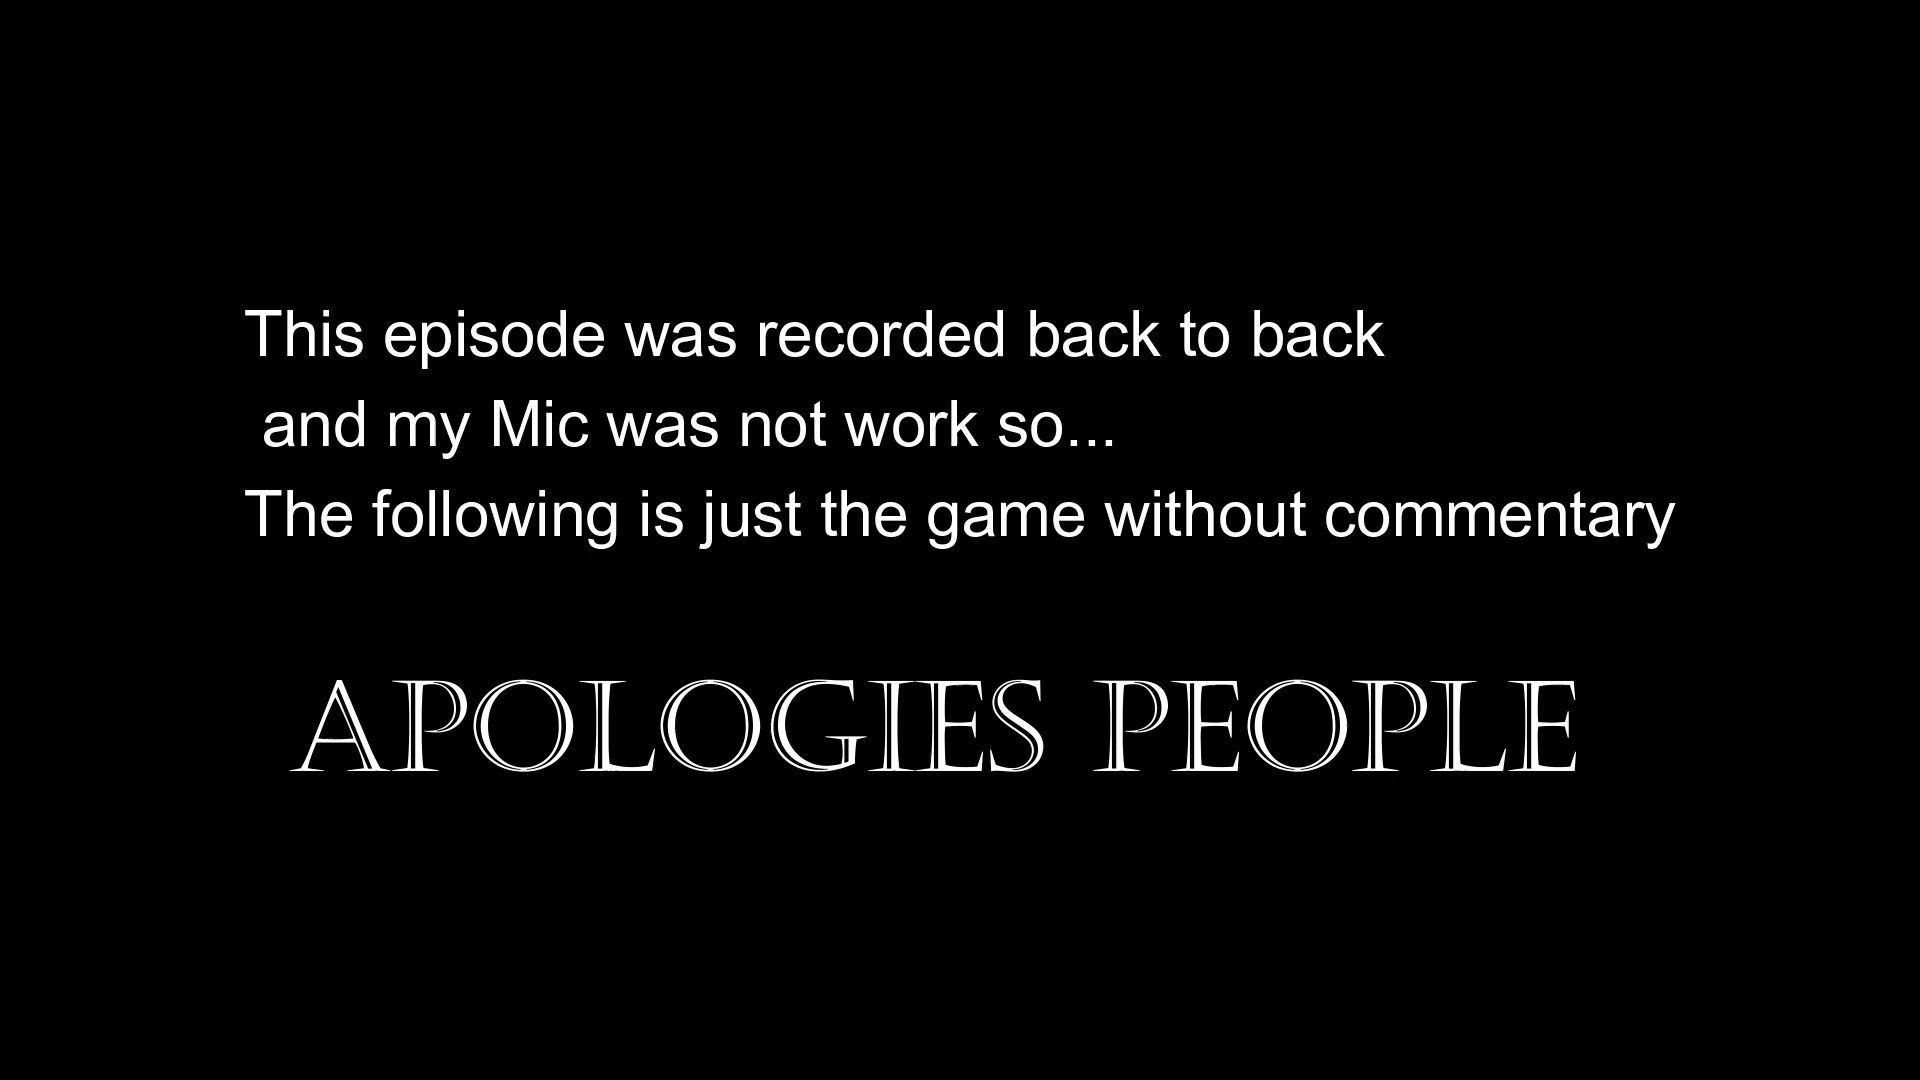 This episode was recorded back to back
and my Mic was not work so...
The following is just the game without commentary
APOLOGIES PEOPLE